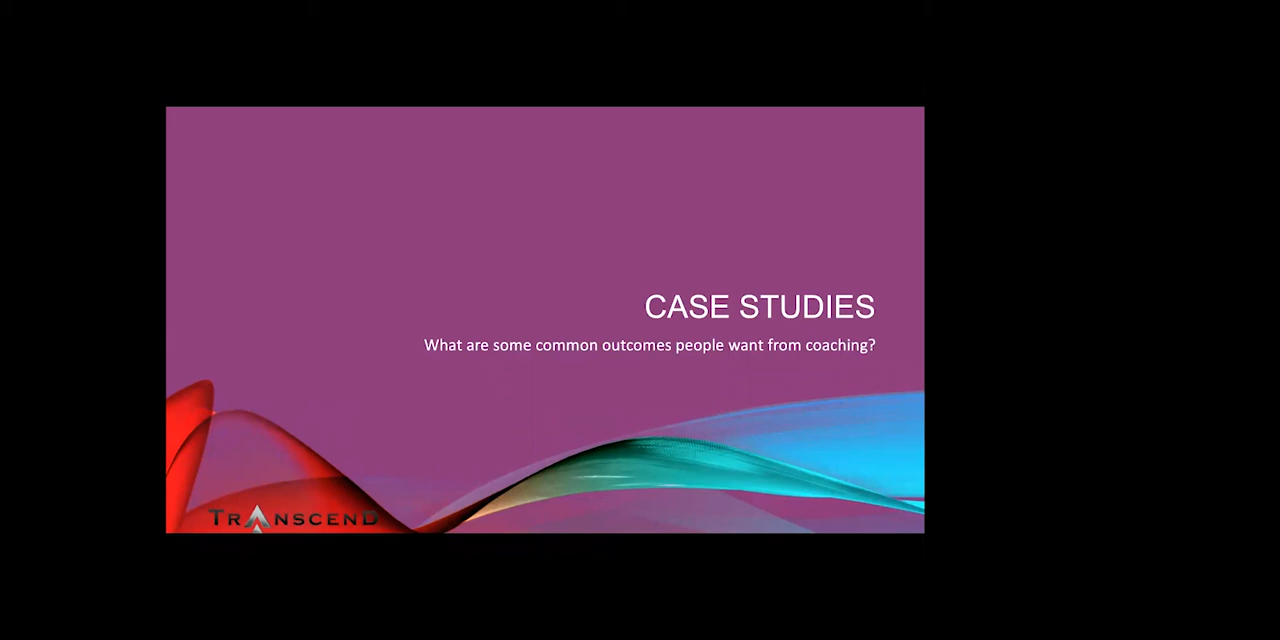 CASE STUDIES
What are some common outcomes people want from coaching?
TRANSCEND